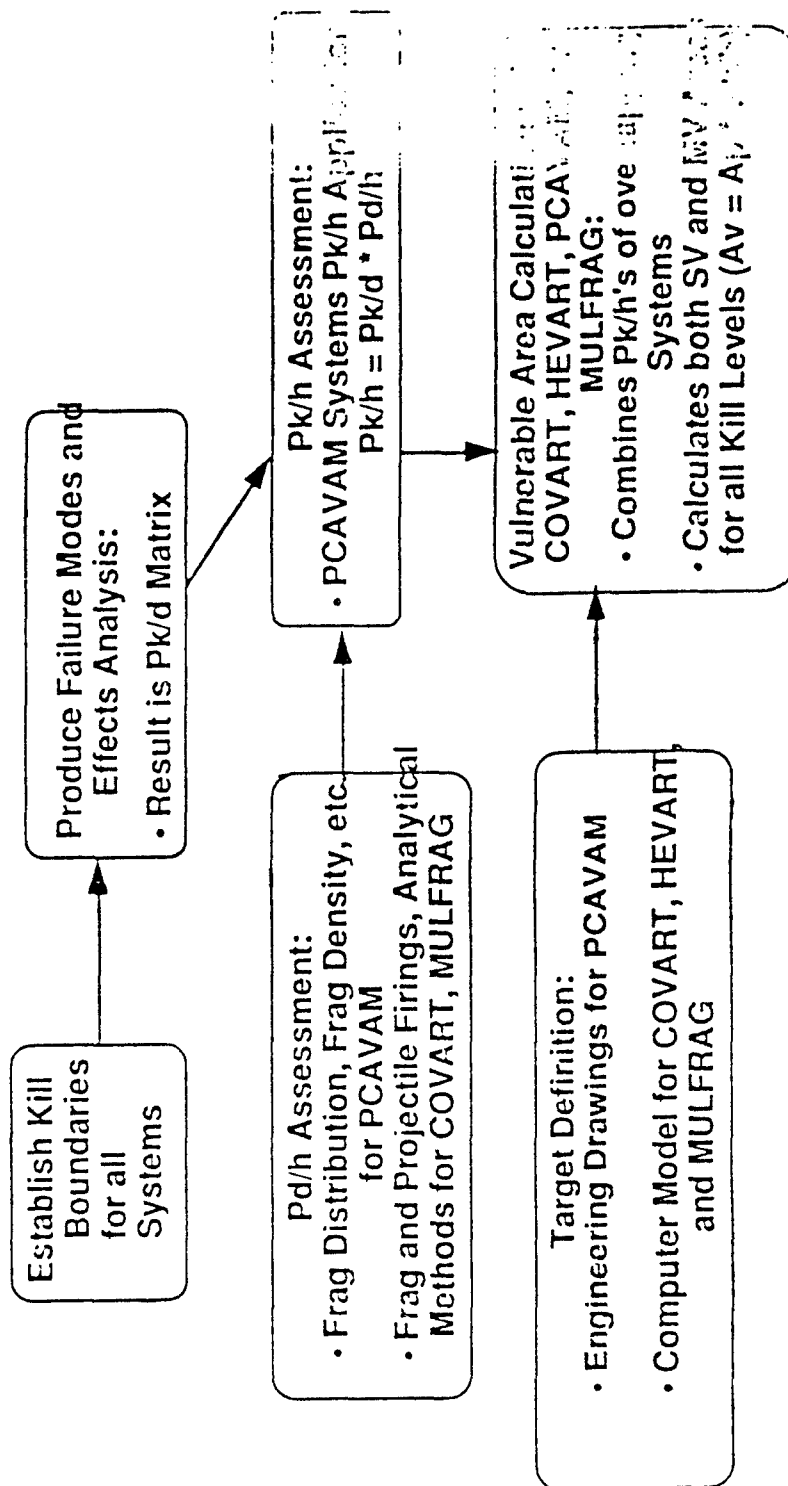 Establish Kill
Boundaries
for all
Systems
Produce Failure Modes and
Effects Analysis:
• Result is Pk/d Matrix
Pd/h Assessment:
• Frag Distribution, Frag Density, etc.
for PCAVAM
• Frag and Projectile Firings, Analytical
Methods for COVART, MULFRAG
Pk/h Assessment:
• PCAVAM Systems Pk/h
Pk/h = Pk/d * Pd/h
Target Definition:
• Engineering Drawings for PCAVAM
• Computer Model for COVART, HEVART,
and MULFRAG
Vulnerable Area
COVART, HEVART,
MULFRAG:
• Combines Pk/h's of
Systems
• Calculates both SV and MV
for all Kill Levels (Av =